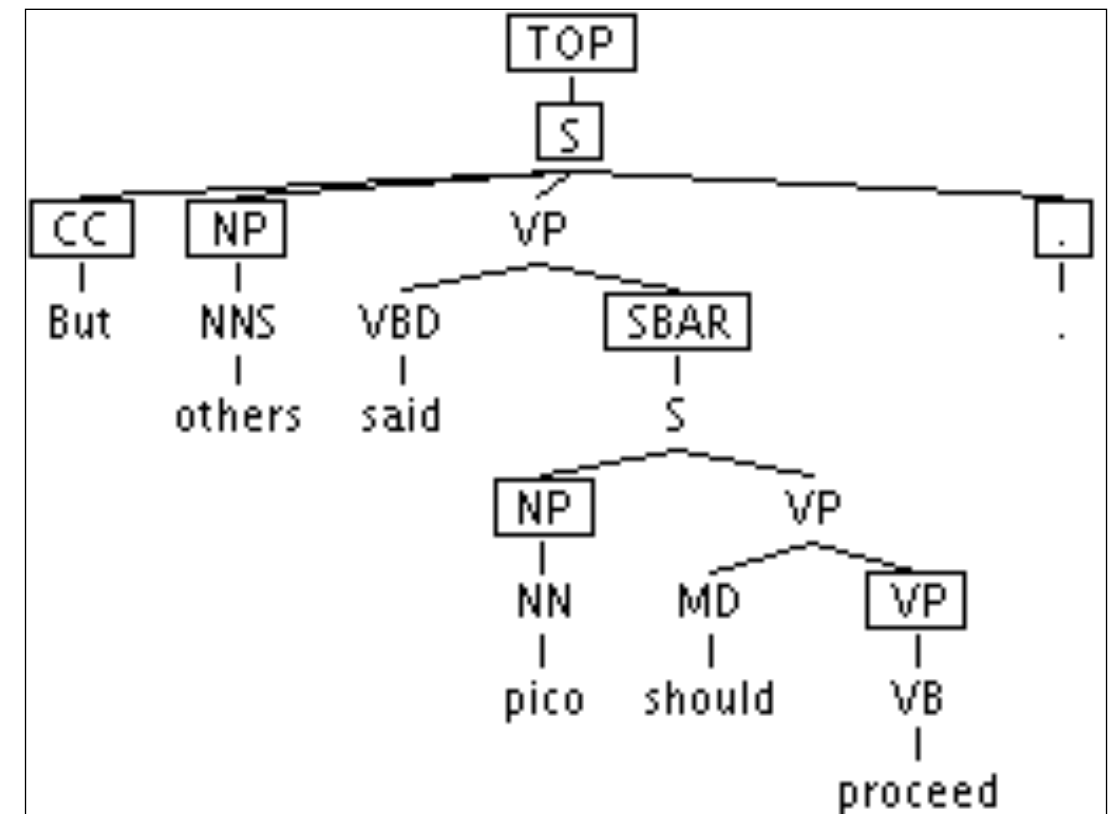 TOP
S
CC NP VP .
But NNS VBD SBAR .
others said S
NP VP
NN MD VP
pico should VB
proceed